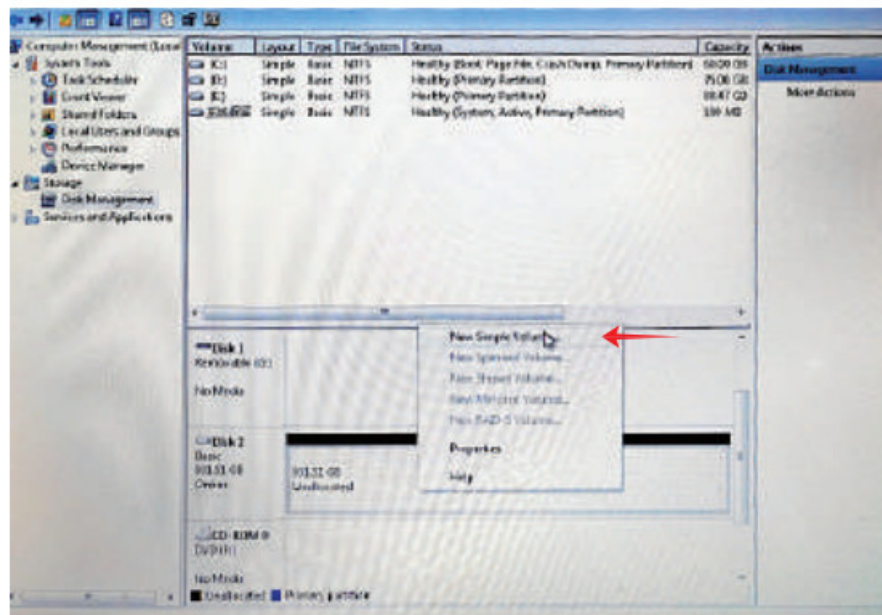 Computer Management (Local
System Tools
Task Scheduler
Event Viewer
Shared Folders
Local Users and Groups
Performance
Device Manager
Storage
Disk Management
Services and Applications
Volume Layout Type File System Status Capacity
Simple Basic NTFS Healthy (Boot, Page File, Crash Dump, Primary Partition)
Simple Basic NTFS Healthy (Primary Partition)
Simple Basic NTFS Healthy (Primary Partition)
Simple Basic NTFS Healthy (System, Active, Primary Partition) 100 MB
Actions
Disk Management
More Actions
New Simple Volume...
New Spanned Volume...
New Striped Volume...
New Mirrored Volume...
New RAID-5 Volume...
Properties
Help
Disk 1
Removable
No Media
Disk 2
Basic
Online
Unallocated
CD-ROM 0
No Media
Unallocated Primary partition